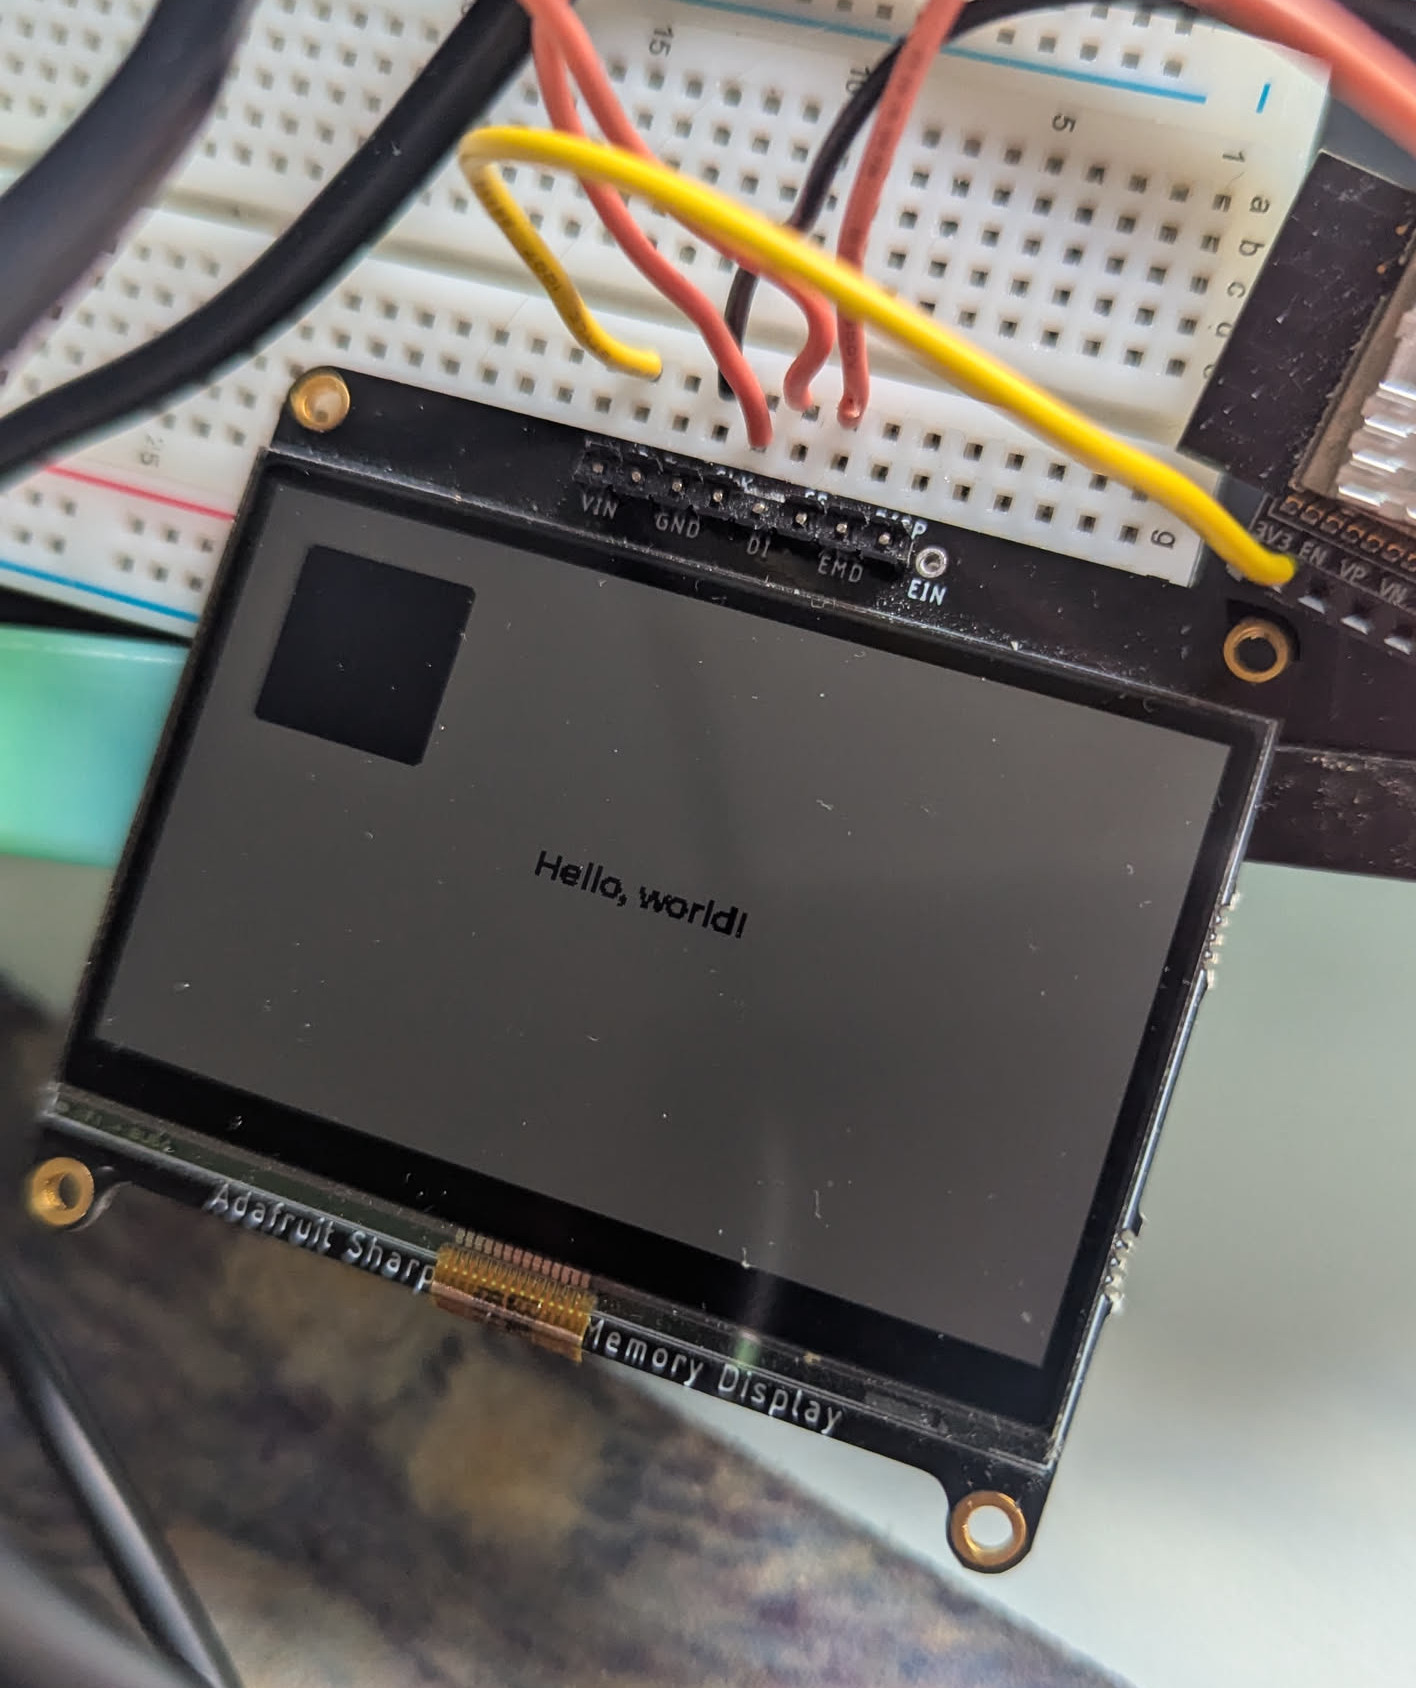 15
10
5
1
a
b
c
d
25
g
VIN
GND
DI
EMD
EIN
3V3 EN VP VN
Hello, world!
Adafruit Sharp Memory Display